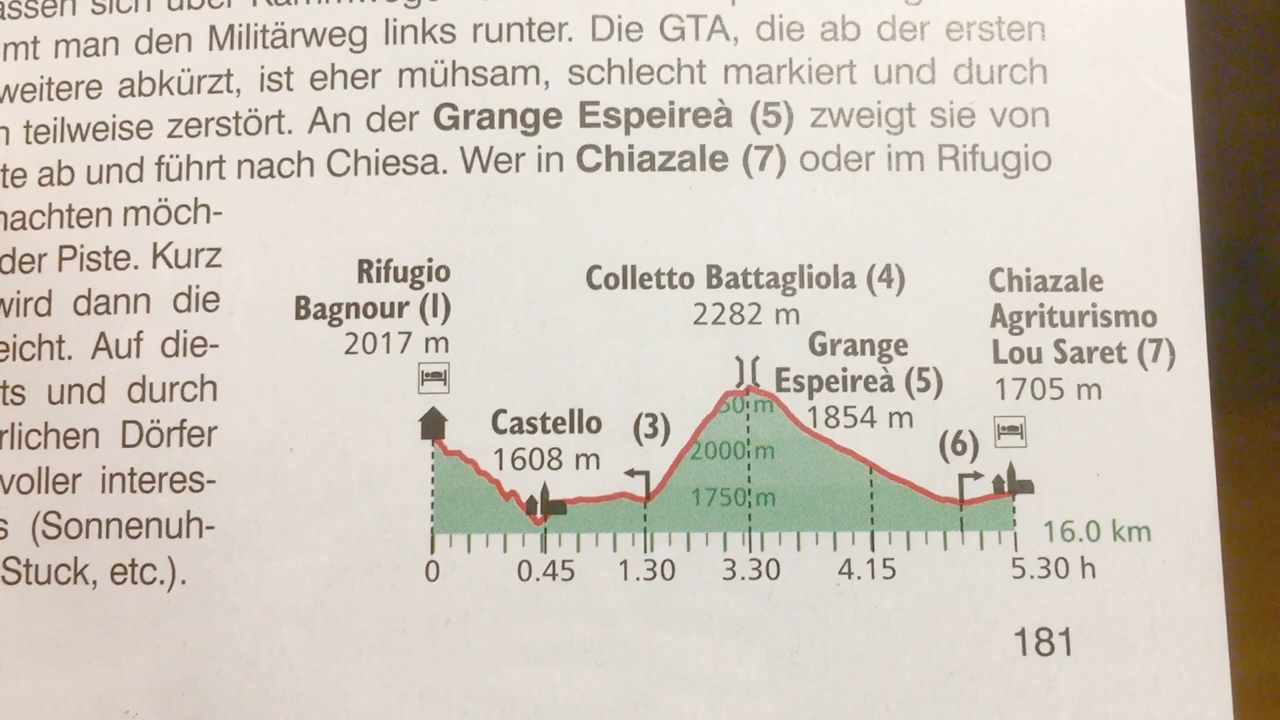 assen sich über
mt man den Militärweg links runter. Die GTA, die ab der ersten
weitere abkürzt, ist eher mühsam, schlecht markiert und durch
n teilweise zerstört. An der Grange Espeireà (5) zweigt sie von
te ab und führt nach Chiesa. Wer in Chiazale (7) oder im Rifugio
nachten möch-
der Piste. Kurz
wird dann die
eicht. Auf die-
ts und durch
rlichen Dörfer
voller interes-
s (Sonnenuh-
Stuck, etc.).
Rifugio
Bagnour (I)
2017 m
Castello
1608 m
(3)
Colletto Battagliola (4)
2282 m
Grange
Espeireà (5)
1854 m
(6)
Chiazale
Agriturismo
Lou Saret (7)
1705 m
50 m
2000 m
1750 m
16.0 km
0 0.45 1.30 3.30 4.15 5.30 h
181